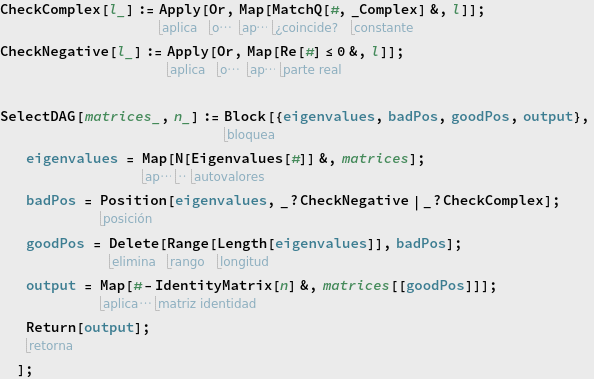 CheckComplex[l_] := Apply[Or, Map[MatchQ[#, _Complex] &, l]];
aplica o⋯ ap⋯ ¿coincide? constante
CheckNegative[l_] := Apply[Or, Map[Re[#] ≤ 0 &, l]];
aplica o⋯ ap⋯ parte real
SelectDAG[matrices_, n_] := Block[{eigenvalues, badPos, goodPos, output},
bloquea
eigenvalues = Map[N[Eigenvalues[#]] &, matrices];
ap⋯ ⋯ autovalores
badPos = Position[eigenvalues, _?CheckNegative | _?CheckComplex];
posición
goodPos = Delete[Range[Length[eigenvalues]], badPos];
elimina rango longitud
output = Map[# - IdentityMatrix[n] &, matrices[[goodPos]]];
aplica⋯ matriz identidad
Return[output];
retorna
];